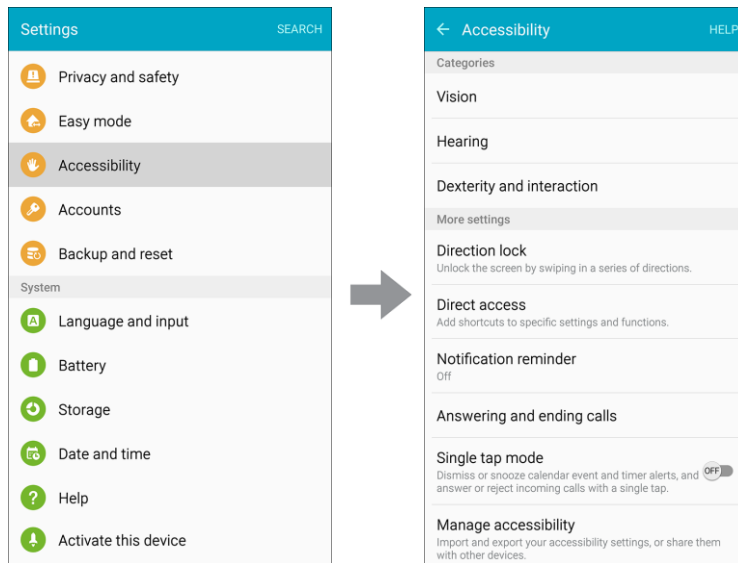 Settings SEARCH
Privacy and safety
Easy mode
Accessibility
Accounts
Backup and reset
System
Language and input
Battery
Storage
Date and time
Help
Activate this device
Accessibility HELP
Categories
Vision
Hearing
Dexterity and interaction
More settings
Direction lock
Unlock the screen by swiping in a series of directions.
Direct access
Add shortcuts to specific settings and functions.
Notification reminder
Off
Answering and ending calls
Single tap mode
Dismiss or snooze calendar event and timer alerts, and
answer or reject incoming calls with a single tap.
OFF
Manage accessibility
Import and export your accessibility settings, or share them
with other devices.